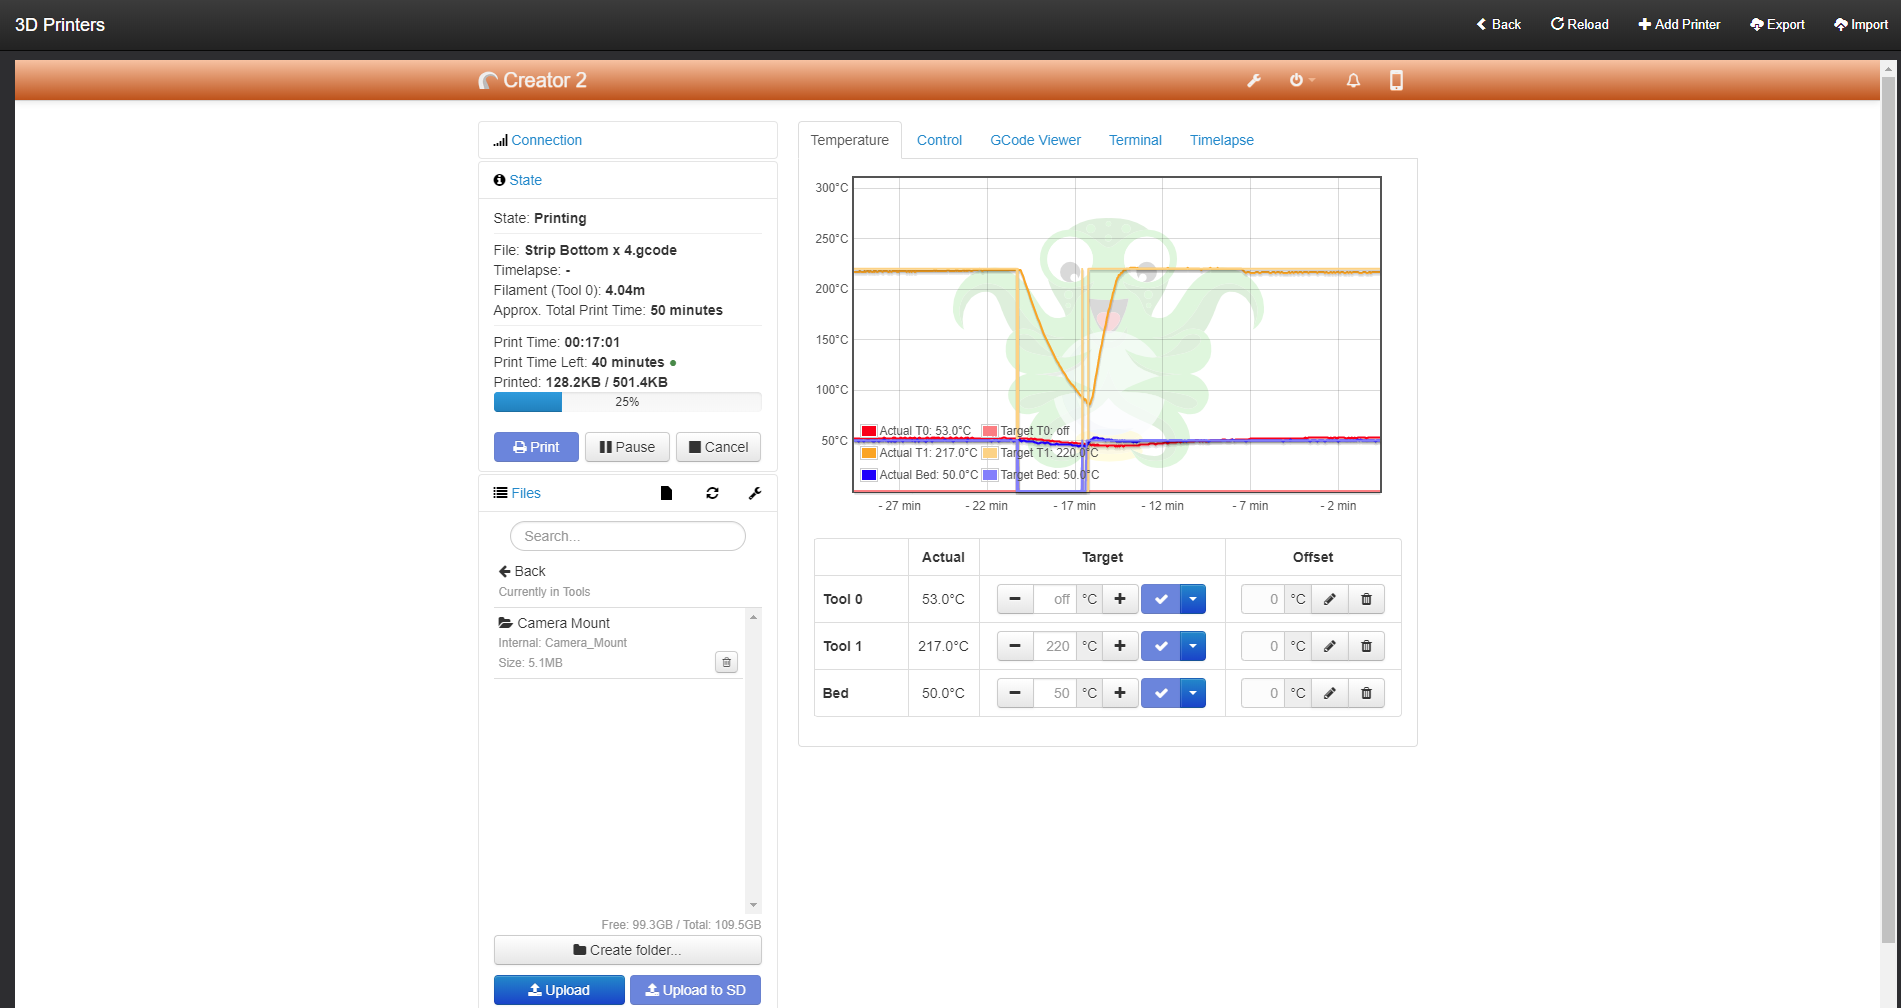 3D Printers
Back Reload Add Printer Export Import
Creator 2
Connection
State
State: Printing
File: Strip Bottom x 4.gcode
Timelapse: -
Filament (Tool 0): 4.04m
Approx. Total Print Time: 50 minutes
Print Time: 00:17:01
Print Time Left: 40 minutes
Printed: 128.2KB / 501.4KB
25%
Print Pause Cancel
Files
Search...
Back
Currently in Tools
Camera Mount
Internal: Camera_Mount
Size: 5.1MB
Free: 99.3GB / Total: 109.5GB
Create folder...
Upload Upload to SD
Temperature Control GCode Viewer Terminal Timelapse
300°C
250°C
200°C
150°C
100°C
50°C
Actual T0: 53.0°C Target T0: off
Actual T1: 217.0°C Target T1: 220.0°C
Actual Bed: 50.0°C Target Bed: 50.0°C
- 27 min - 22 min - 17 min - 12 min - 7 min - 2 min
Actual Target Offset
Tool 0 53.0°C off °C 0 °C
Tool 1 217.0°C 220 °C 0 °C
Bed 50.0°C 50 °C 0 °C